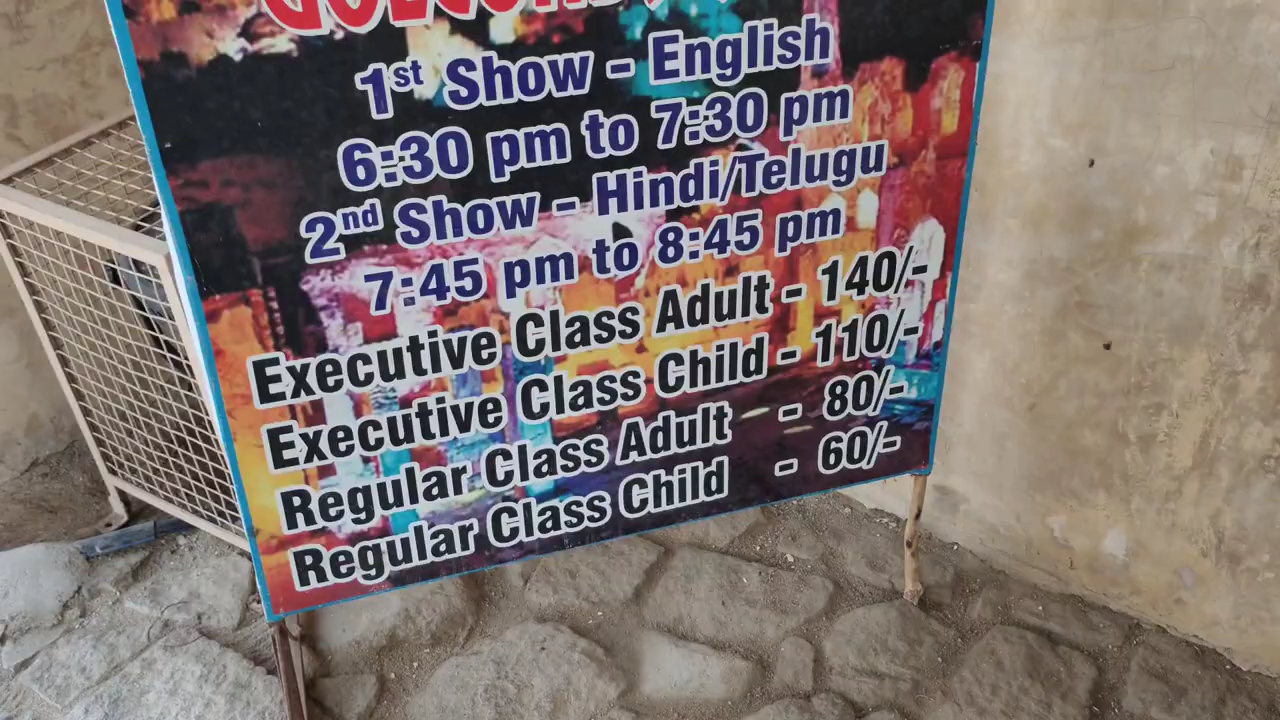 1st Show - English
6:30 pm to 7:30 pm
2nd Show - Hindi/Telugu
7:45 pm to 8:45 pm
Executive Class Adult - 140/-
Executive Class Child - 110/-
Regular Class Adult - 80/-
Regular Class Child - 60/-